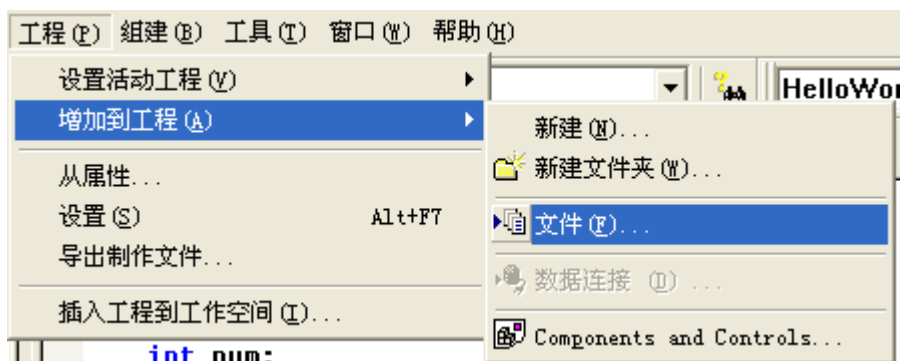 工程(P) 组建(B) 工具(T) 窗口(W) 帮助(H)
设置活动工程(V)
HelloWor
增加到工程(A)
新建(N)...
新建文件夹(W)...
从属性...
设置(S) Alt+F7
文件(F)...
导出制作文件...
数据连接 (D) ...
插入工程到工作空间(I)...
Components and Controls...
int num;